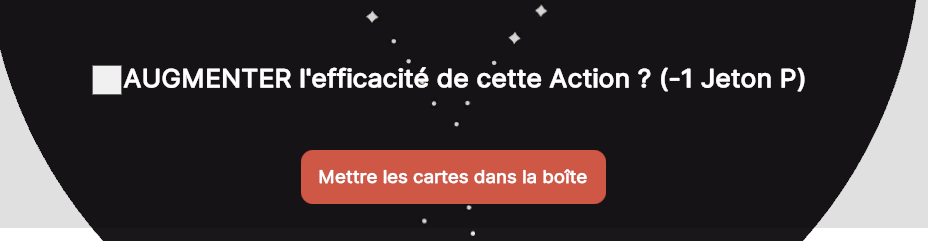 AUGMENTER l'efficacité de cette Action ? (-1 Jeton P)
Mettre les cartes dans la boîte